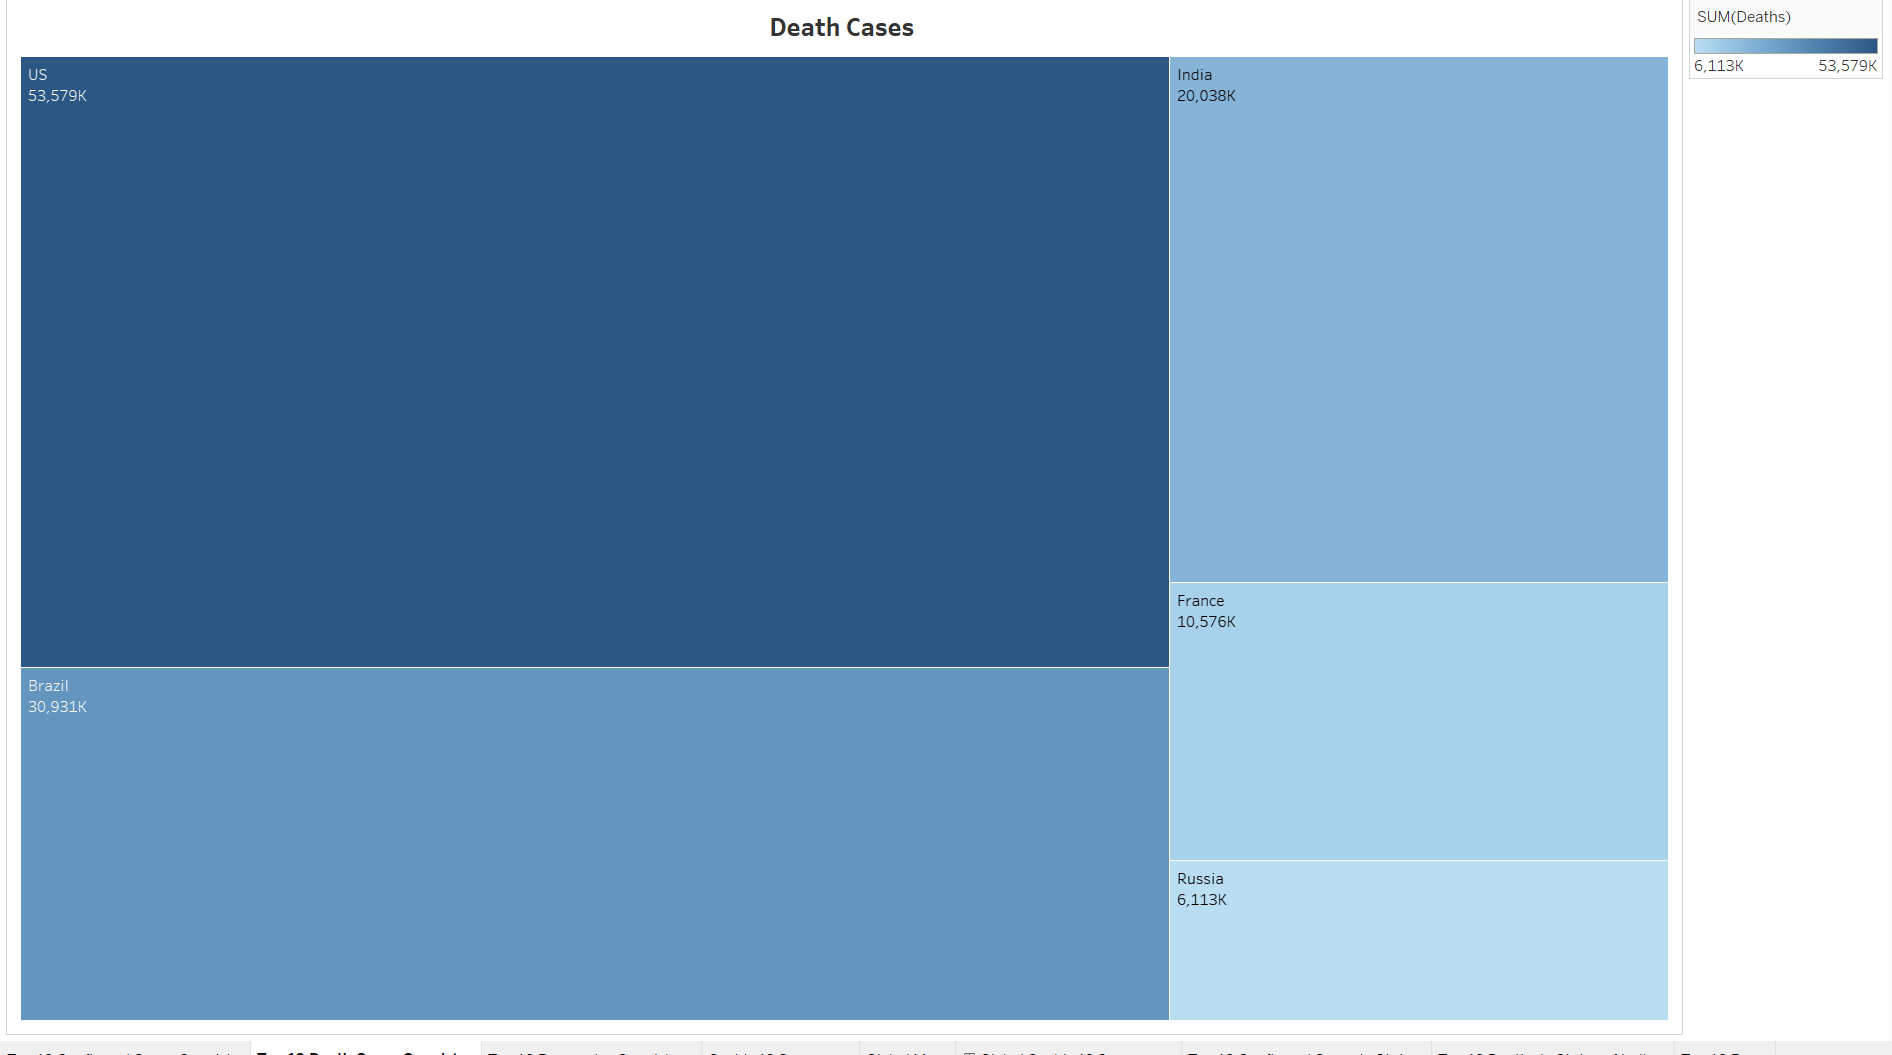 Death Cases
US
53,579K
India
20,038K
France
10,576K
Brazil
30,931K
Russia
6,113K
SUM(Deaths)
6,113K 53,579K